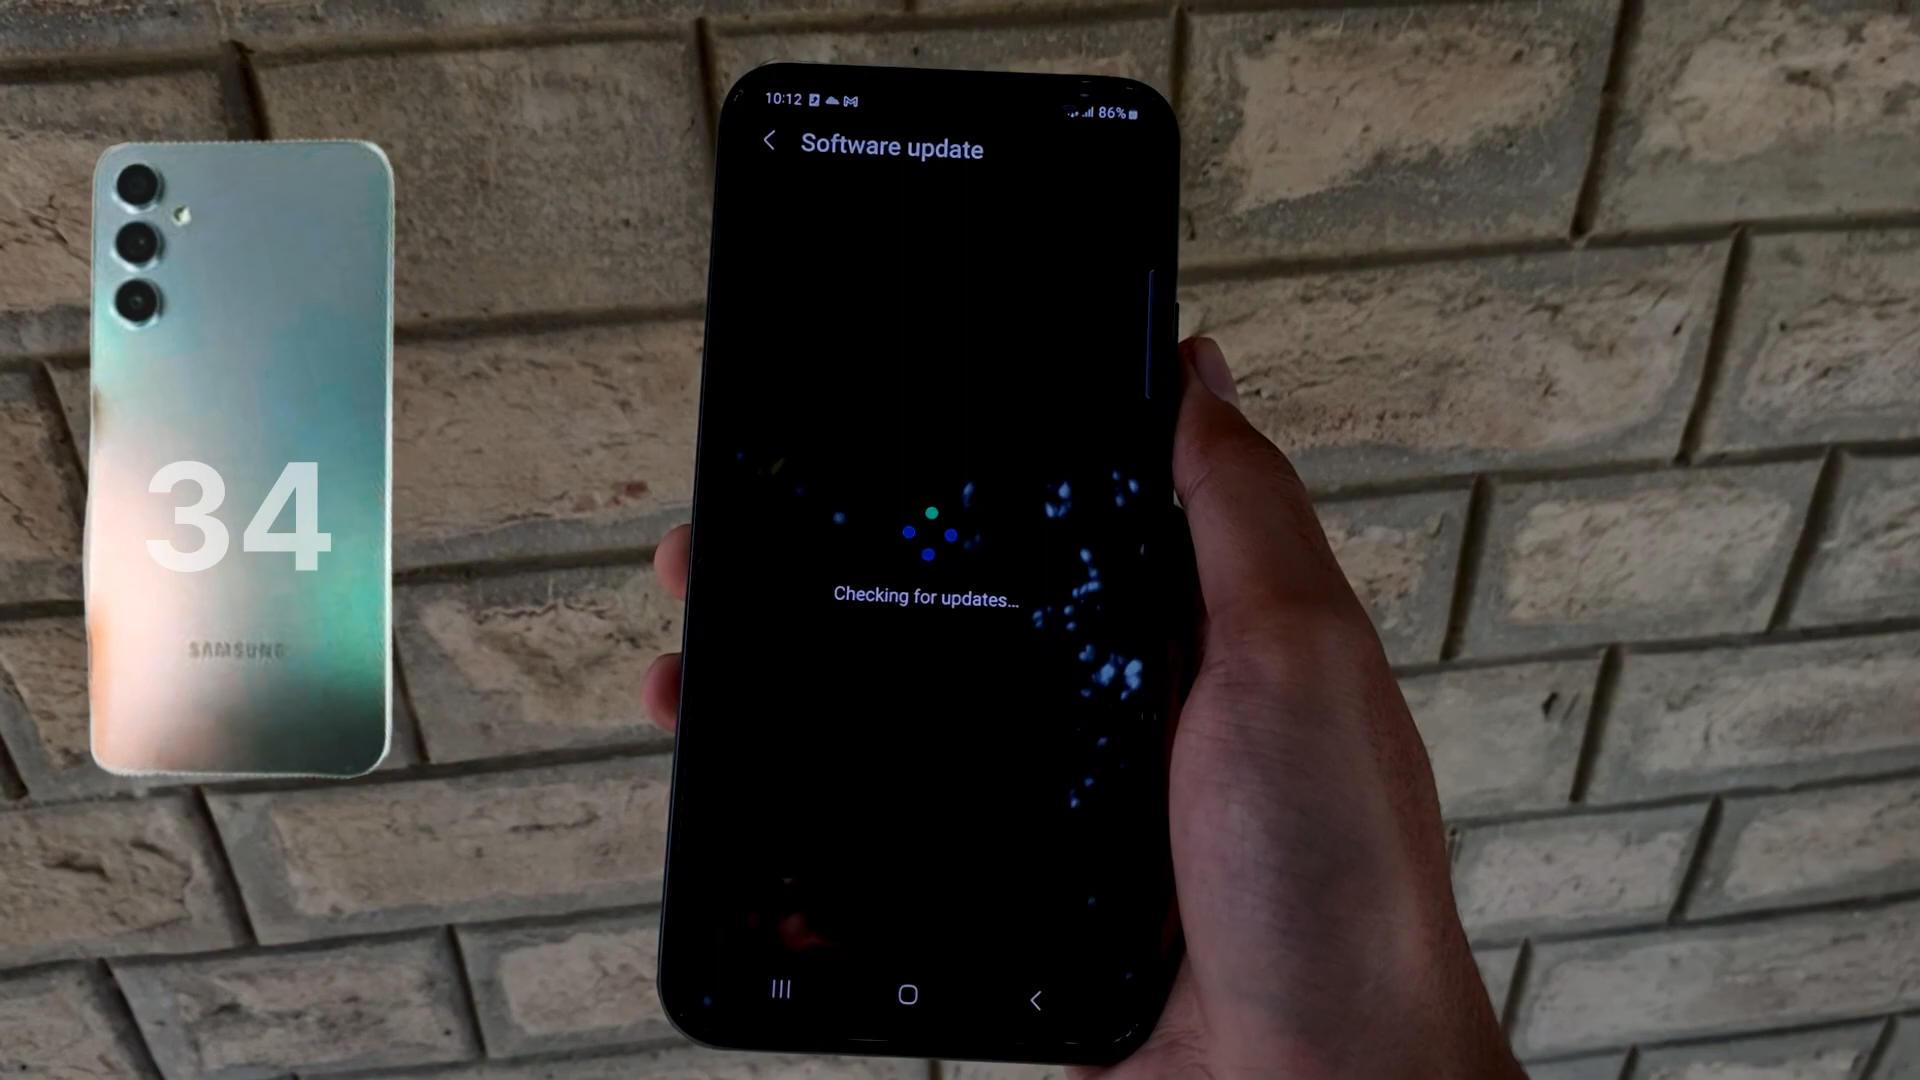 10:12
86%
Software update
34
Checking for updates...
SAMSUNG